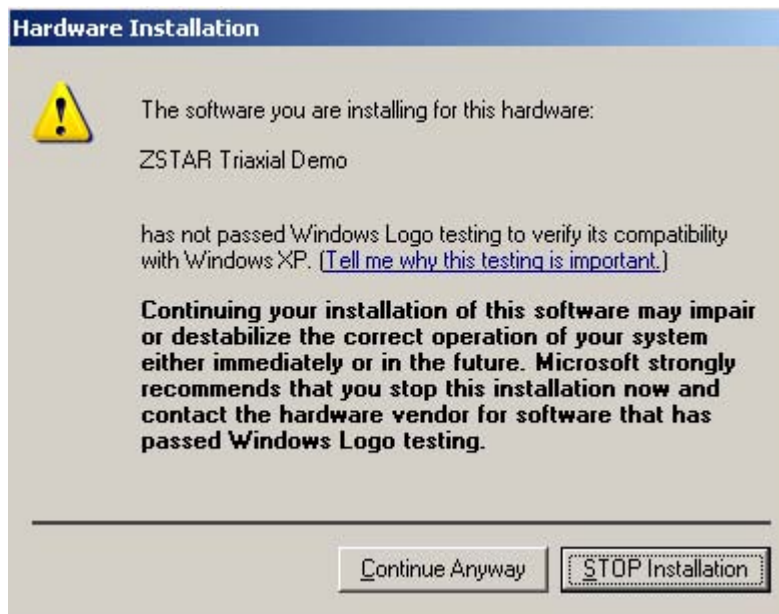 Hardware Installation
The software you are installing for this hardware:
ZSTAR Triaxial Demo
has not passed Windows Logo testing to verify its compatibility
with Windows XP. (Tell me why this testing is important.)
Continuing your installation of this software may impair
or destabilize the correct operation of your system
either immediately or in the future. Microsoft strongly
recommends that you stop this installation now and
contact the hardware vendor for software that has
passed Windows Logo testing.
Continue Anyway
STOP Installation